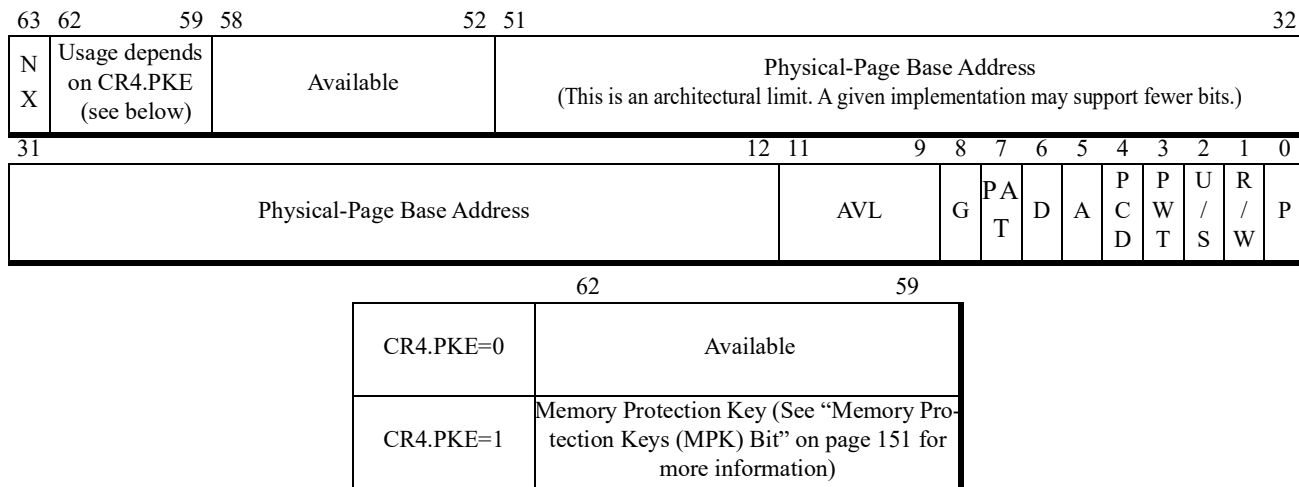 63 62 59 58 52 51 32
N
X
Usage depends
on CR4.PKE
(see below)
Available
Physical-Page Base Address
(This is an architectural limit. A given implementation may support fewer bits.)
31 12 11 9 8 7 6 5 4 3 2 1 0
Physical-Page Base Address
AVL
G
PA
T
D
A
P
C
D
P
W
T
U
/
S
R
/
W
P
62 59
CR4.PKE=0
Available
CR4.PKE=1
Memory Protection Key (See “Memory Pro-
tection Keys (MPK) Bit” on page 151 for
more information)